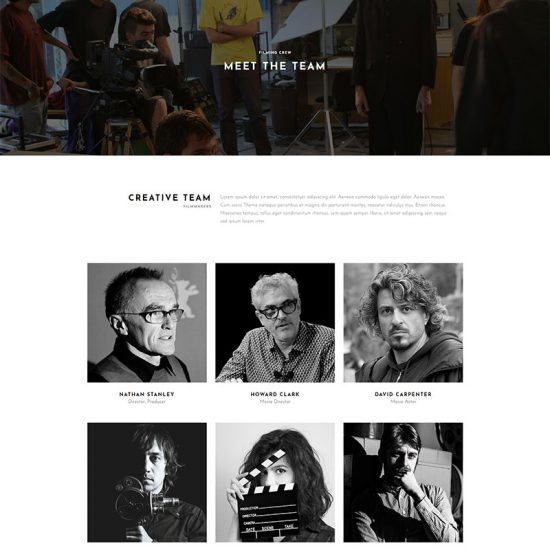 FILMING CREW
MEET THE TEAM
CREATIVE TEAM
FILMMAKERS
Lorem ipsum dolor sit amet, consectetuer adipiscing elit. Aenean commodo ligula eget dolor. Aenean massa.
Cum sociis Theme natoque penatibus et magnis dis parturient montes, nascetur ridiculus mus. Etiam rhoncus.
Maecenas tempus, tellus eget condimentum rhoncus, sem quam semper libero, sit amet adipiscing sem neque
sed ipsum lorem inter.
NATHAN STANLEY
Director, Producer
HOWARD CLARK
Movie Director
DAVID CARPENTER
Movie Actor
PRODUCTION
DIRECTOR
CAMERA
DATE SCENE TAKE